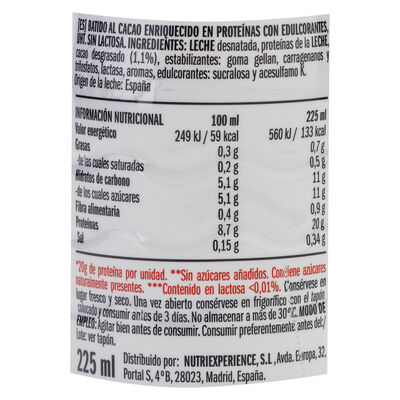 [ES] BATIDO AL CACAO ENRIQUECIDO EN PROTEÍNAS CON EDULCORANTES,
UHT. SIN LACTOSA. INGREDIENTES: LECHE desnatada, proteínas de la LECHE,
cacao desgrasado (1,1%), estabilizantes: goma gellan, carragenanos y
trifosfatos, lactasa, aromas, edulcorantes: sucralosa y acesulfamo K.
Origen de la leche: España
INFORMACIÓN NUTRICIONAL 100 ml 225 ml
Valor energético 249 kJ / 59 kcal 560 kJ / 133 kcal
Grasas 0,3 g 0,7 g
-de las cuales saturadas 0,2 g 0,5 g
Hidratos de carbono 5,1 g 11 g
-de los cuales azúcares 5,1 g 11 g
Fibra alimentaria 0,4 g 0,9 g
Proteínas 8,7 g 20 g
Sal 0,15 g 0,34 g
*20g de proteína por unidad. **Sin azúcares añadidos. Contiene azúcares
naturalmente presentes. ***Contenido en lactosa <0,01%. Consérvese en
lugar fresco y seco. Una vez abierto consérvese en frigorífico con el tapón
colocado y consumir antes de 3 días. No almacenar a más de 30ºC. MODO DE
EMPLEO: Agitar bien antes de consumir. Consumir preferentemente antes del:/
Lote: ver tapón.
225 ml Distribuido por: NUTRIEXPERIENCE, S.L, Avda. Europa, 32,
Portal 5, 4ºB, 28023, Madrid, España.